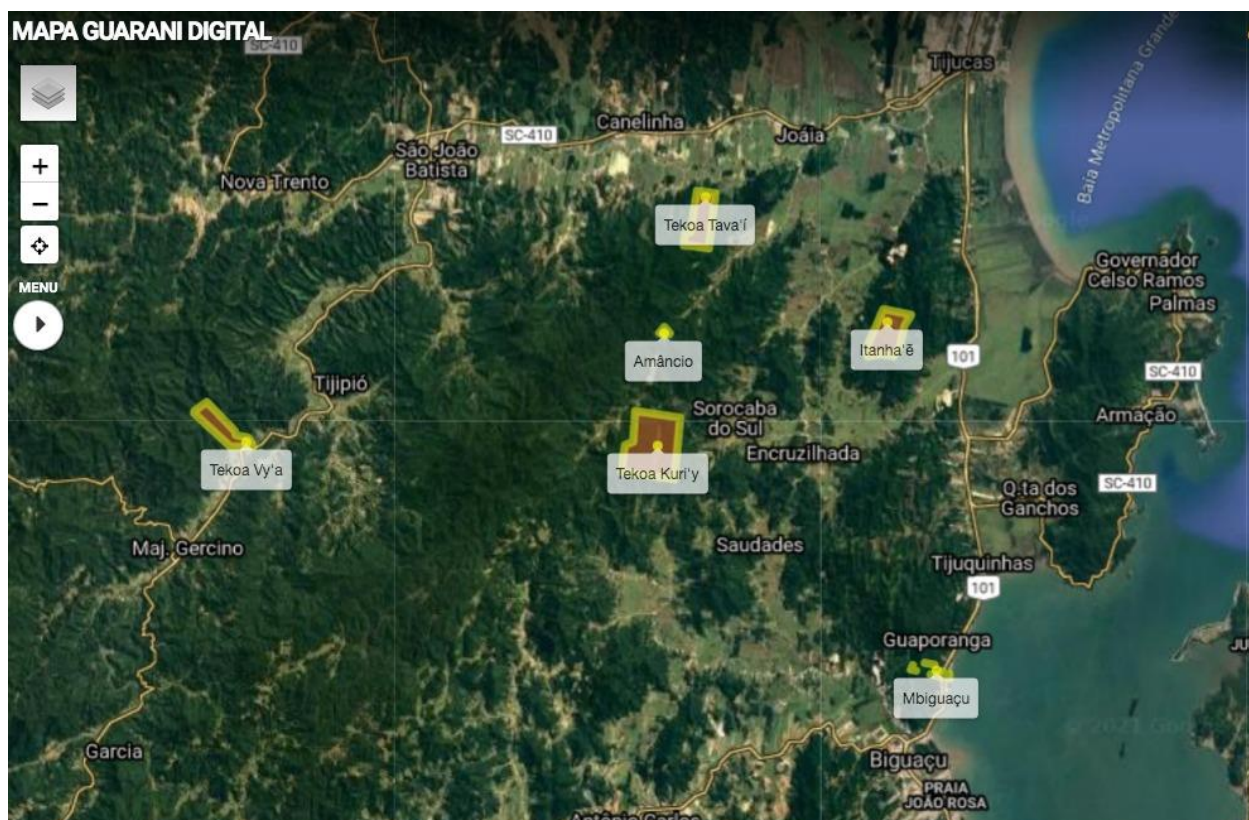 MAPA GUARANI DIGITAL
SC-410
Tijucas
Baia Metropolitana Grande
Canelinha
SC-410
Joáia
São João
Batista
Nova Trento
Tekoa Tava'í
Governador
Celso Ramos
Palmas
+
−
MENU
Itanha'ẽ
101
Amâncio
SC-410
Tijipió
Sorocaba
do Sul
Armação
Encruzilhada
Tekoa Vy'a
Tekoa Kuri'y
SC-410
Q.ta dos
Ganchos
Maj. Gercino
Saudades
Tijuquinhas
101
Guaporanga
Mbiguaçu
Garcia
Biguaçu
PRAIA
JOÃO ROSA